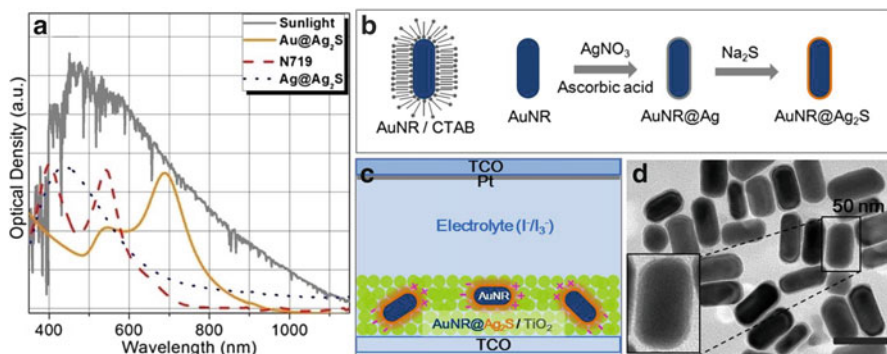 a
Sunlight
Au@Ag₂S
N719
Ag@Ag₂S
Optical Density (a.u.)
400 600 800 1000
Wavelength (nm)
b
AuNR / CTAB
AuNR
AgNO₃
Ascorbic acid
AuNR@Ag
Na₂S
AuNR@Ag₂S
c
TCO
Pt
Electrolyte (I⁻/I₃⁻)
AuNR
AuNR@Ag₂S / TiO₂
TCO
d
50 nm